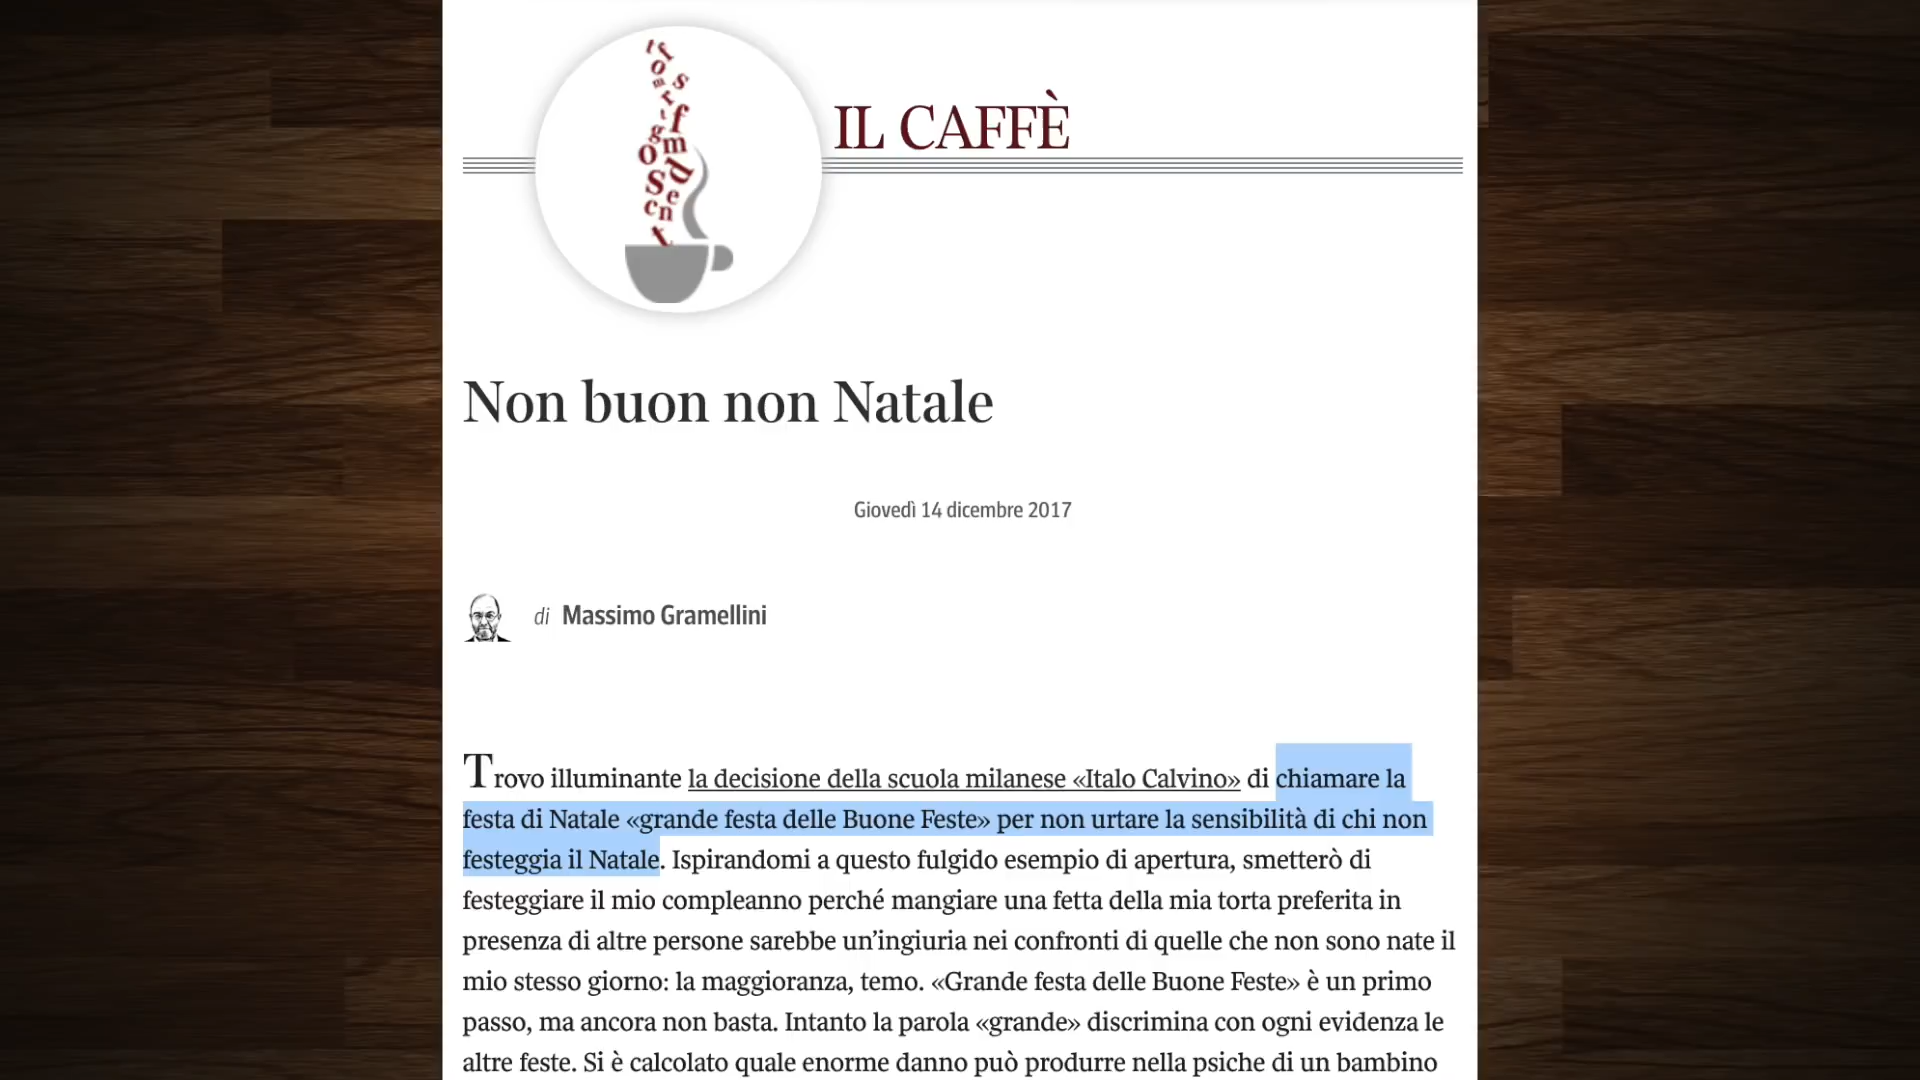 IL CAFFÈ
Non buon non Natale
Giovedì 14 dicembre 2017
di Massimo Gramellini
Trovo illuminante la decisione della scuola milanese «Italo Calvino» di chiamare la
festa di Natale «grande festa delle Buone Feste» per non urtare la sensibilità di chi non
festeggia il Natale. Ispirandomi a questo fulgido esempio di apertura, smetterò di
festeggiare il mio compleanno perché mangiare una fetta della mia torta preferita in
presenza di altre persone sarebbe un’ingiuria nei confronti di quelle che non sono nate il
mio stesso giorno: la maggioranza, temo. «Grande festa delle Buone Feste» è un primo
passo, ma ancora non basta. Intanto la parola «grande» discrimina con ogni evidenza le
altre feste. Si è calcolato quale enorme danno può produrre nella psiche di un bambino